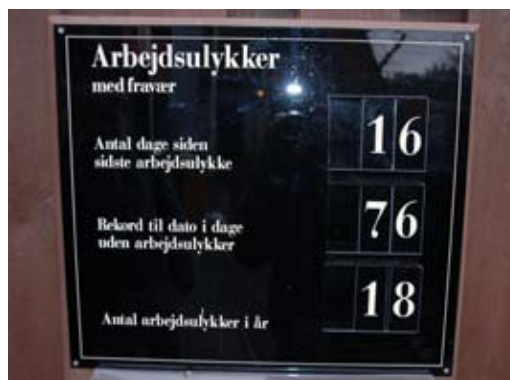 Arbejdsulykker
med fravær
Antal dage siden
sidste arbejdsulykke
16
Rekord til dato i dage
uden arbejdsulykker
76
Antal arbejdsulykker i år
18